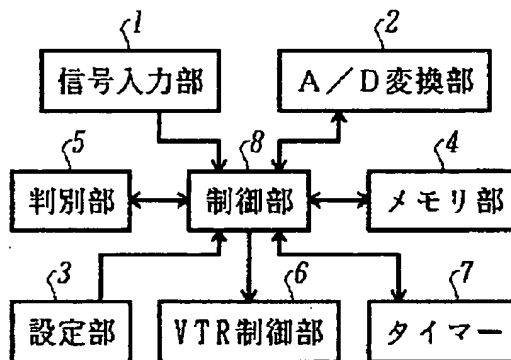 1
2
信号入力部
A/D変換部
5
8
4
判別部
制御部
メモリ部
3
6
7
設定部
VTR制御部
タイマー